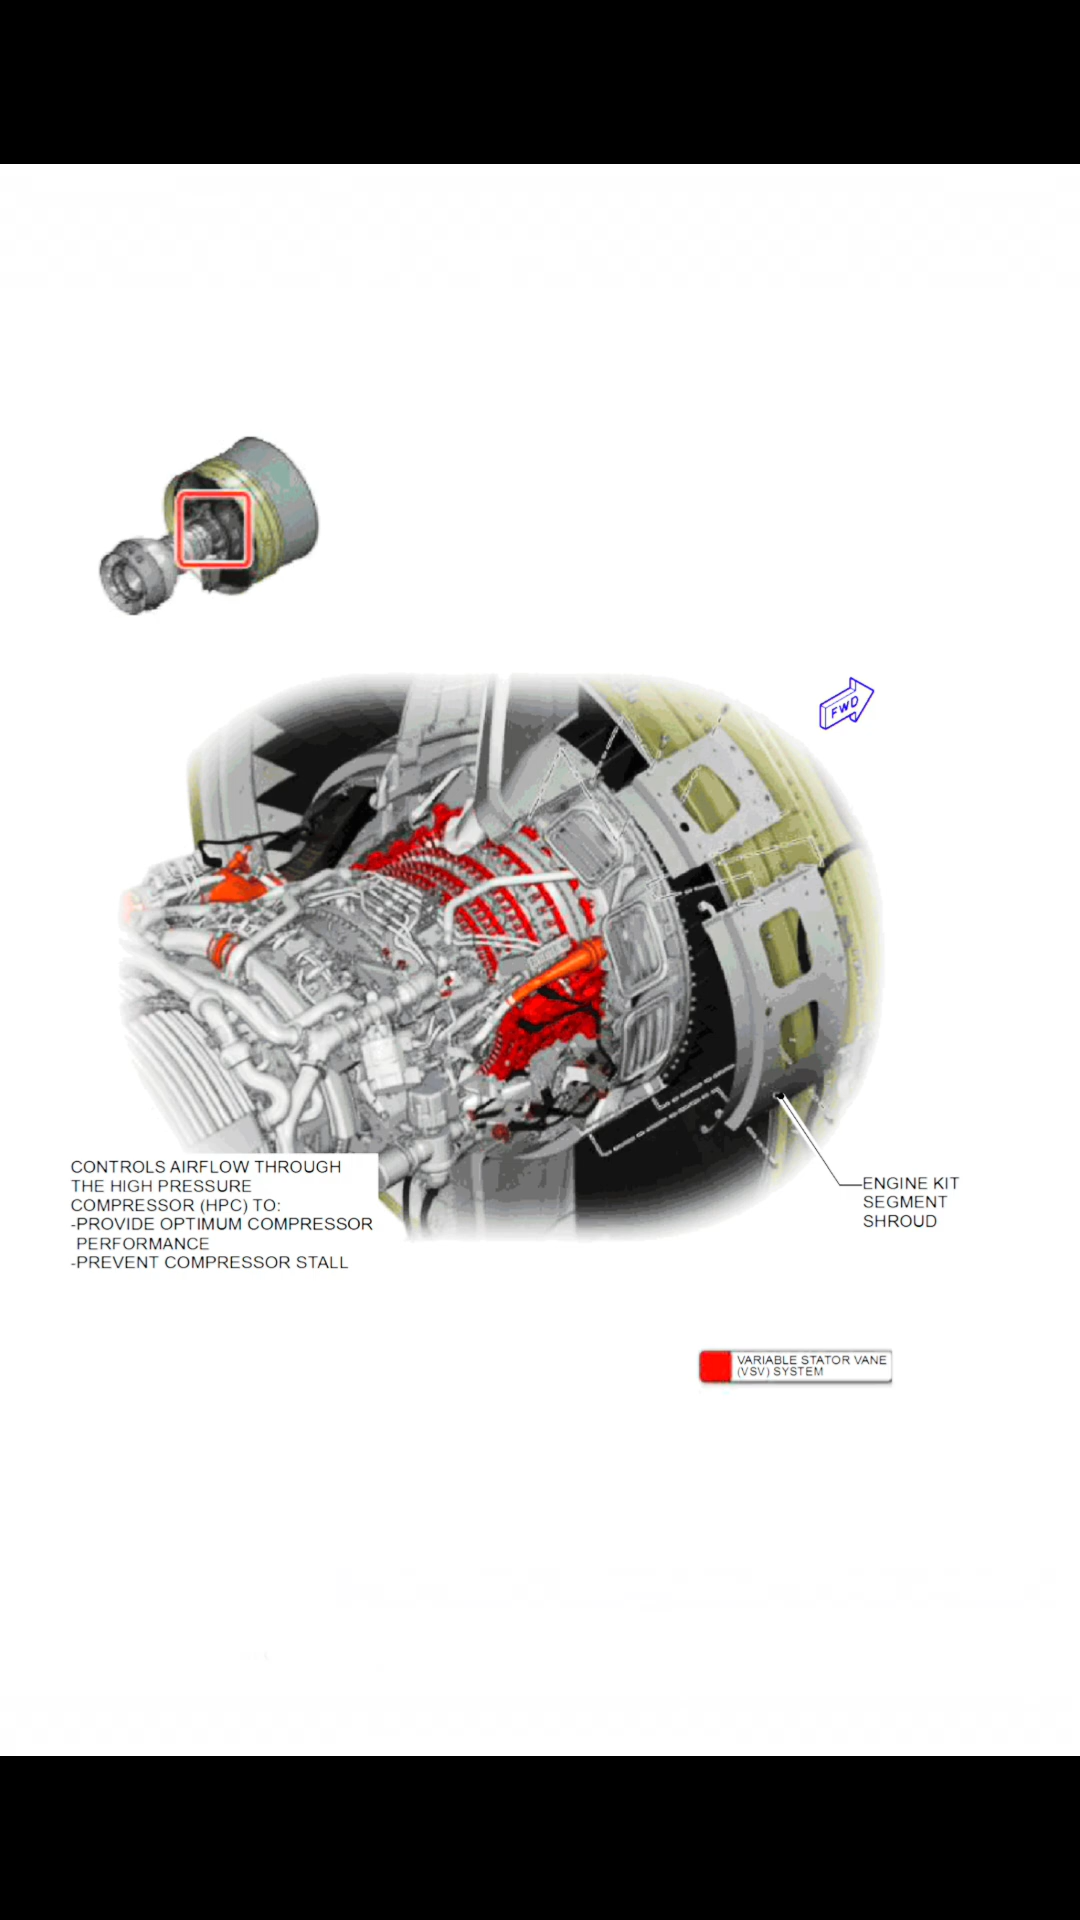 FWD
CONTROLS AIRFLOW THROUGH
THE HIGH PRESSURE
COMPRESSOR (HPC) TO:
-PROVIDE OPTIMUM COMPRESSOR
PERFORMANCE
-PREVENT COMPRESSOR STALL
ENGINE KIT
SEGMENT
SHROUD
VARIABLE STATOR VANE
(VSV) SYSTEM